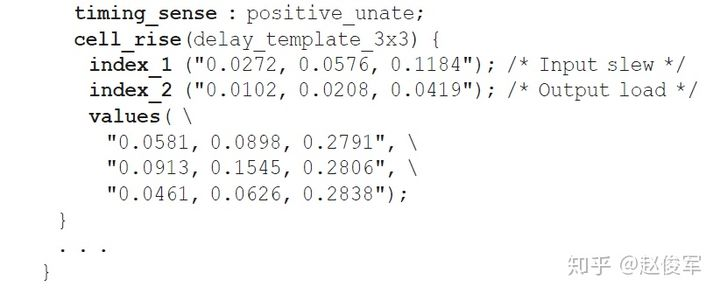 timing_sense : positive_unate;
cell_rise(delay_template_3x3) {
index_1 ("0.0272, 0.0576, 0.1184"); /* Input slew */
index_2 ("0.0102, 0.0208, 0.0419"); /* Output load */
values( \
"0.0581, 0.0898, 0.2791", \
"0.0913, 0.1545, 0.2806", \
"0.0461, 0.0626, 0.2838");
}
. . .
}
知乎 @赵俊军